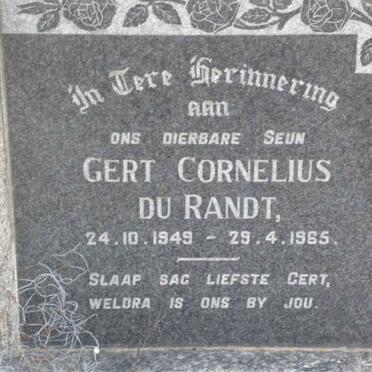 In Tere Herinnering
aan
ONS DIERBARE SEUN
GERT CORNELIUS
DU RANDT,
24.10.1949 - 29.4.1965.
SLAAP SAG LIEFSTE GERT,
WELDRA IS ONS BY JOU.